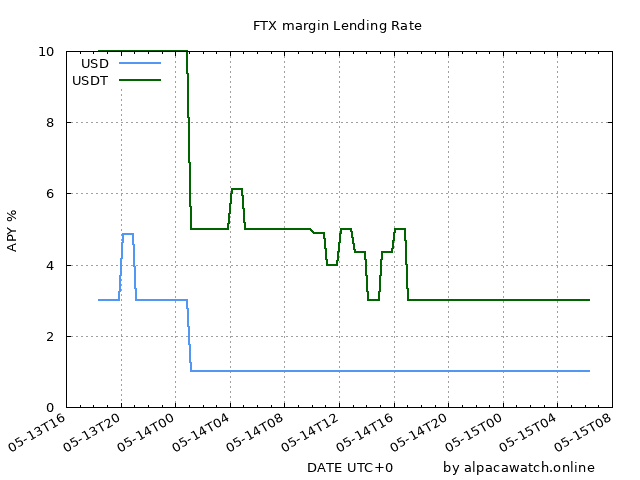 FTX margin Lending Rate
USD
USDT
10
8
6
4
2
0
APY %
05-13T16
05-13T20
05-14T00
05-14T04
05-14T08
05-14T12
05-14T16
05-14T20
05-15T00
05-15T04
05-15T08
DATE UTC+0 by alpacawatch.online